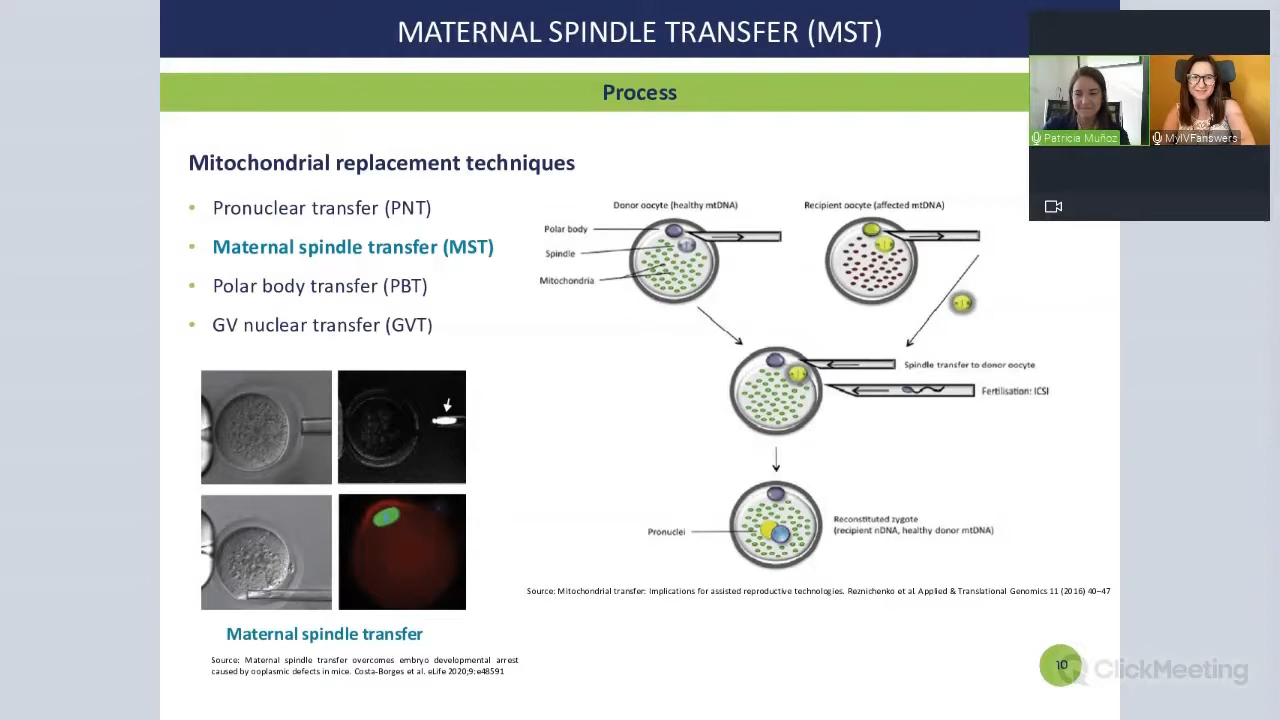 MATERNAL SPINDLE TRANSFER (MST)
Process
Patricia Muñoz
MyIVFanswers
Mitochondrial replacement techniques
• Pronuclear transfer (PNT)
• Maternal spindle transfer (MST)
• Polar body transfer (PBT)
• GV nuclear transfer (GVT)
Donor oocyte (healthy mtDNA)
Recipient oocyte (affected mtDNA)
Polar body
Spindle
Mitochondria
Spindle transfer to donor oocyte
Fertilisation: ICSI
Pronuclei
Reconstituted zygote
(recipient nDNA, healthy donor mtDNA)
Source: Mitochondrial transfer: Implications for assisted reproductive technologies. Reznichenko et al. Applied & Translational Genomics 11 (2016) 40–47
Maternal spindle transfer
Source: Maternal spindle transfer overcomes embryo developmental arrest
caused by ooplasmic defects in mice. Costa-Borges et al. eLife 2020;9:e48591
10
ClickMeeting